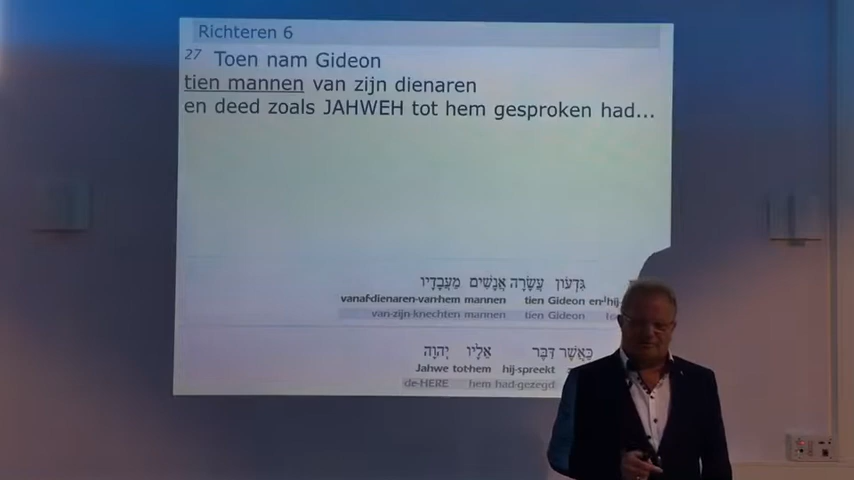 Richteren 6
27 Toen nam Gideon
tien mannen van zijn dienaren
en deed zoals JAHWEH tot hem gesproken had...
גִּדְעוֹן עֲשָׂרָה אֲנָשִׁים מֵעֲבָדָיו
vanaf-dienaren-van-hem mannen tien Gideon en-hij-
van-zijn-knechten mannen tien Gideon
כַּאֲשֶׁר דִּבֶּר אֵלָיו יְהוָה
Jahwe tot-hem hij-spreekt
de-HERE hem had-gezegd